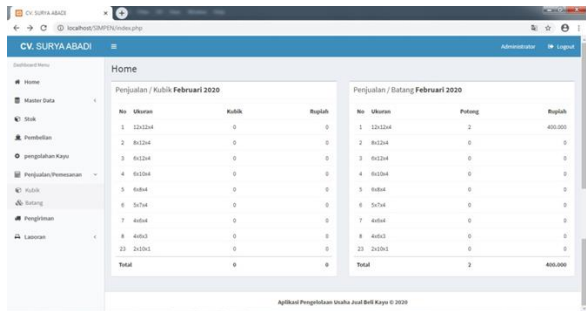 CV. SURYA ABADI
localhost/SIMPEN/index.php
CV. SURYA ABADI
Administrator
Logout
Dashboard Menu
Home
Master Data
Stok
Pembelian
pengolahan Kayu
Penjualan/Pemesanan
Kubik
Batang
Pengiriman
Laporan
Home
Penjualan / Kubik Februari 2020
No Ukuran Kubik Rupiah
1 12x12x4 0 0
2 8x12x4 0 0
3 6x12x4 0 0
4 6x10x4 0 0
5 6x8x4 0 0
6 5x7x4 0 0
7 4x6x4 0 0
8 4x6x3 0 0
23 2x10x1 0 0
Total 0 0
Penjualan / Batang Februari 2020
No Ukuran Potong Rupiah
1 12x12x4 2 400.000
2 8x12x4 0 0
3 6x12x4 0 0
4 6x10x4 0 0
5 6x8x4 0 0
6 5x7x4 0 0
7 4x6x4 0 0
8 4x6x3 0 0
23 2x10x1 0 0
Total 2 400.000
Aplikasi Pengelolaan Usaha Jual Beli Kayu © 2020